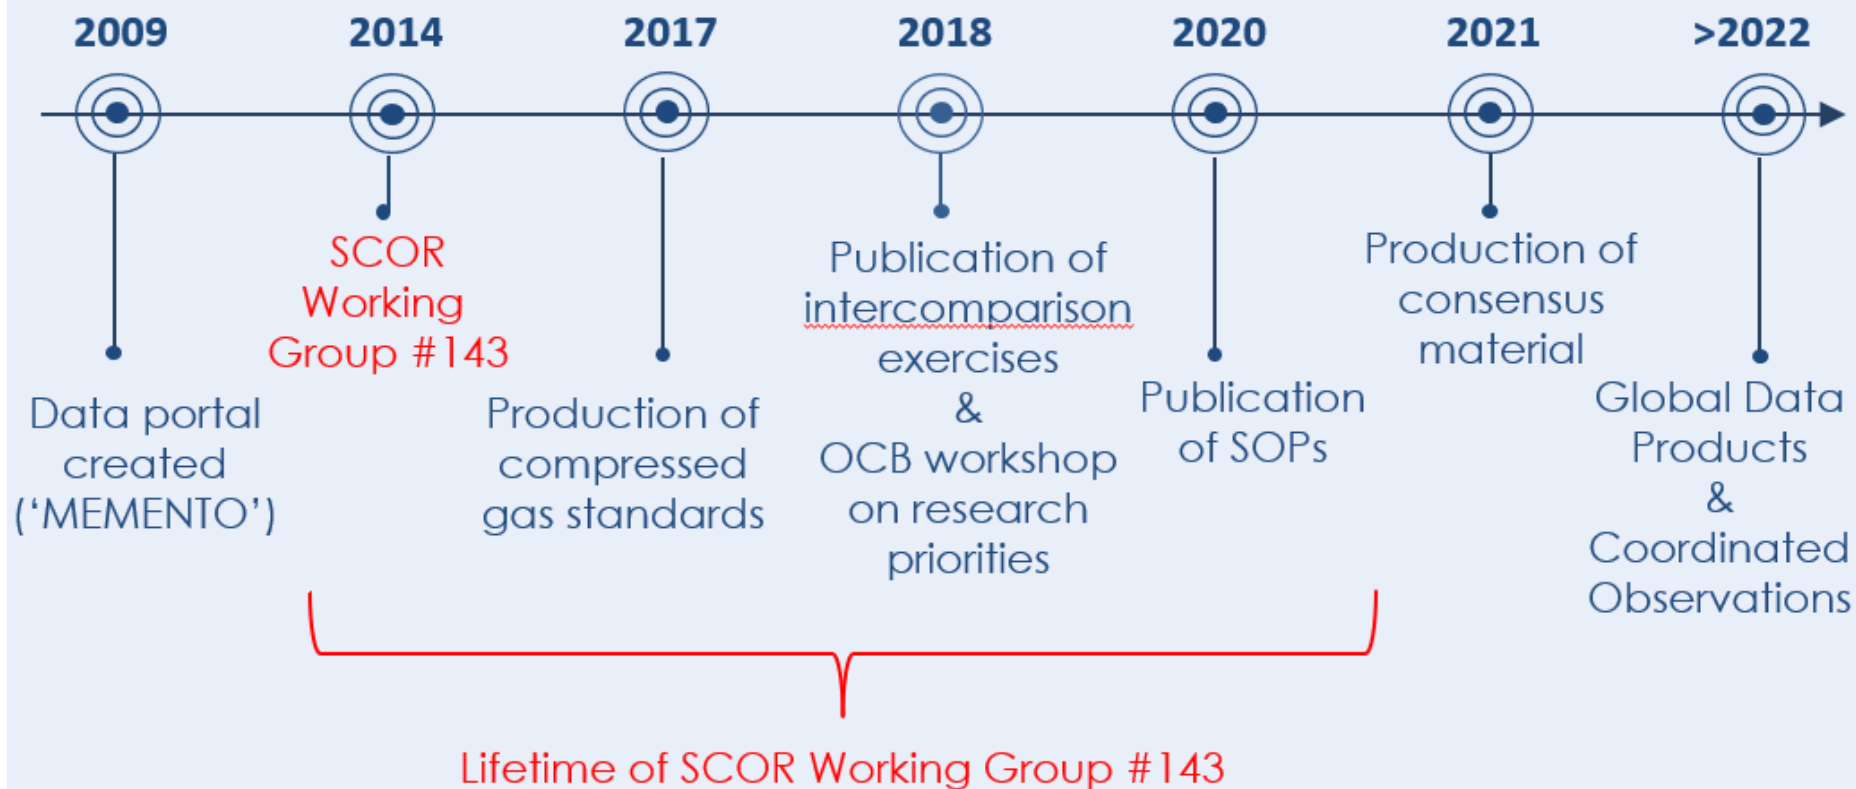 2009
2014
2017
2018
2020
2021
>2022
Data portal
created
(‘MEMENTO’)
SCOR
Working
Group #143
Production of
compressed
gas standards
Publication of
intercomparison
exercises
&
OCB workshop
on research
priorities
Publication
of SOPs
Production of
consensus
material
Global Data
Products
&
Coordinated
Observations
Lifetime of SCOR Working Group #143